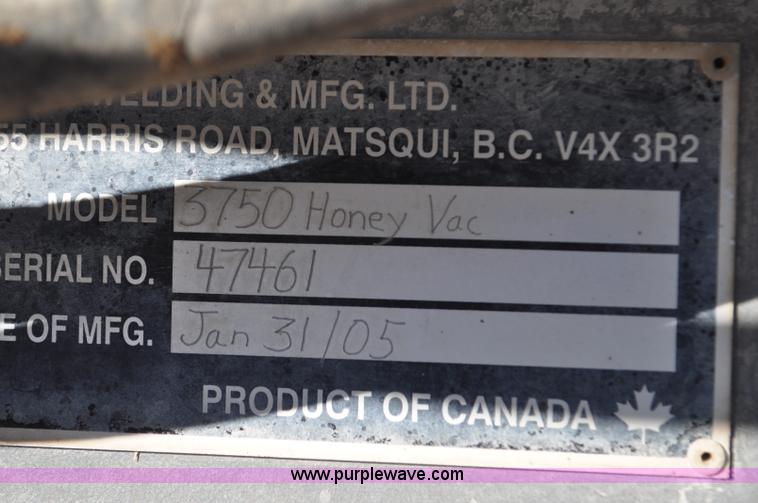 WELDING & MFG. LTD.
55 HARRIS ROAD, MATSQUI, B.C. V4X 3R2
MODEL 3750 Honey Vac
SERIAL NO. 47461
E OF MFG. Jan 31/05
PRODUCT OF CANADA
www.purplewave.com